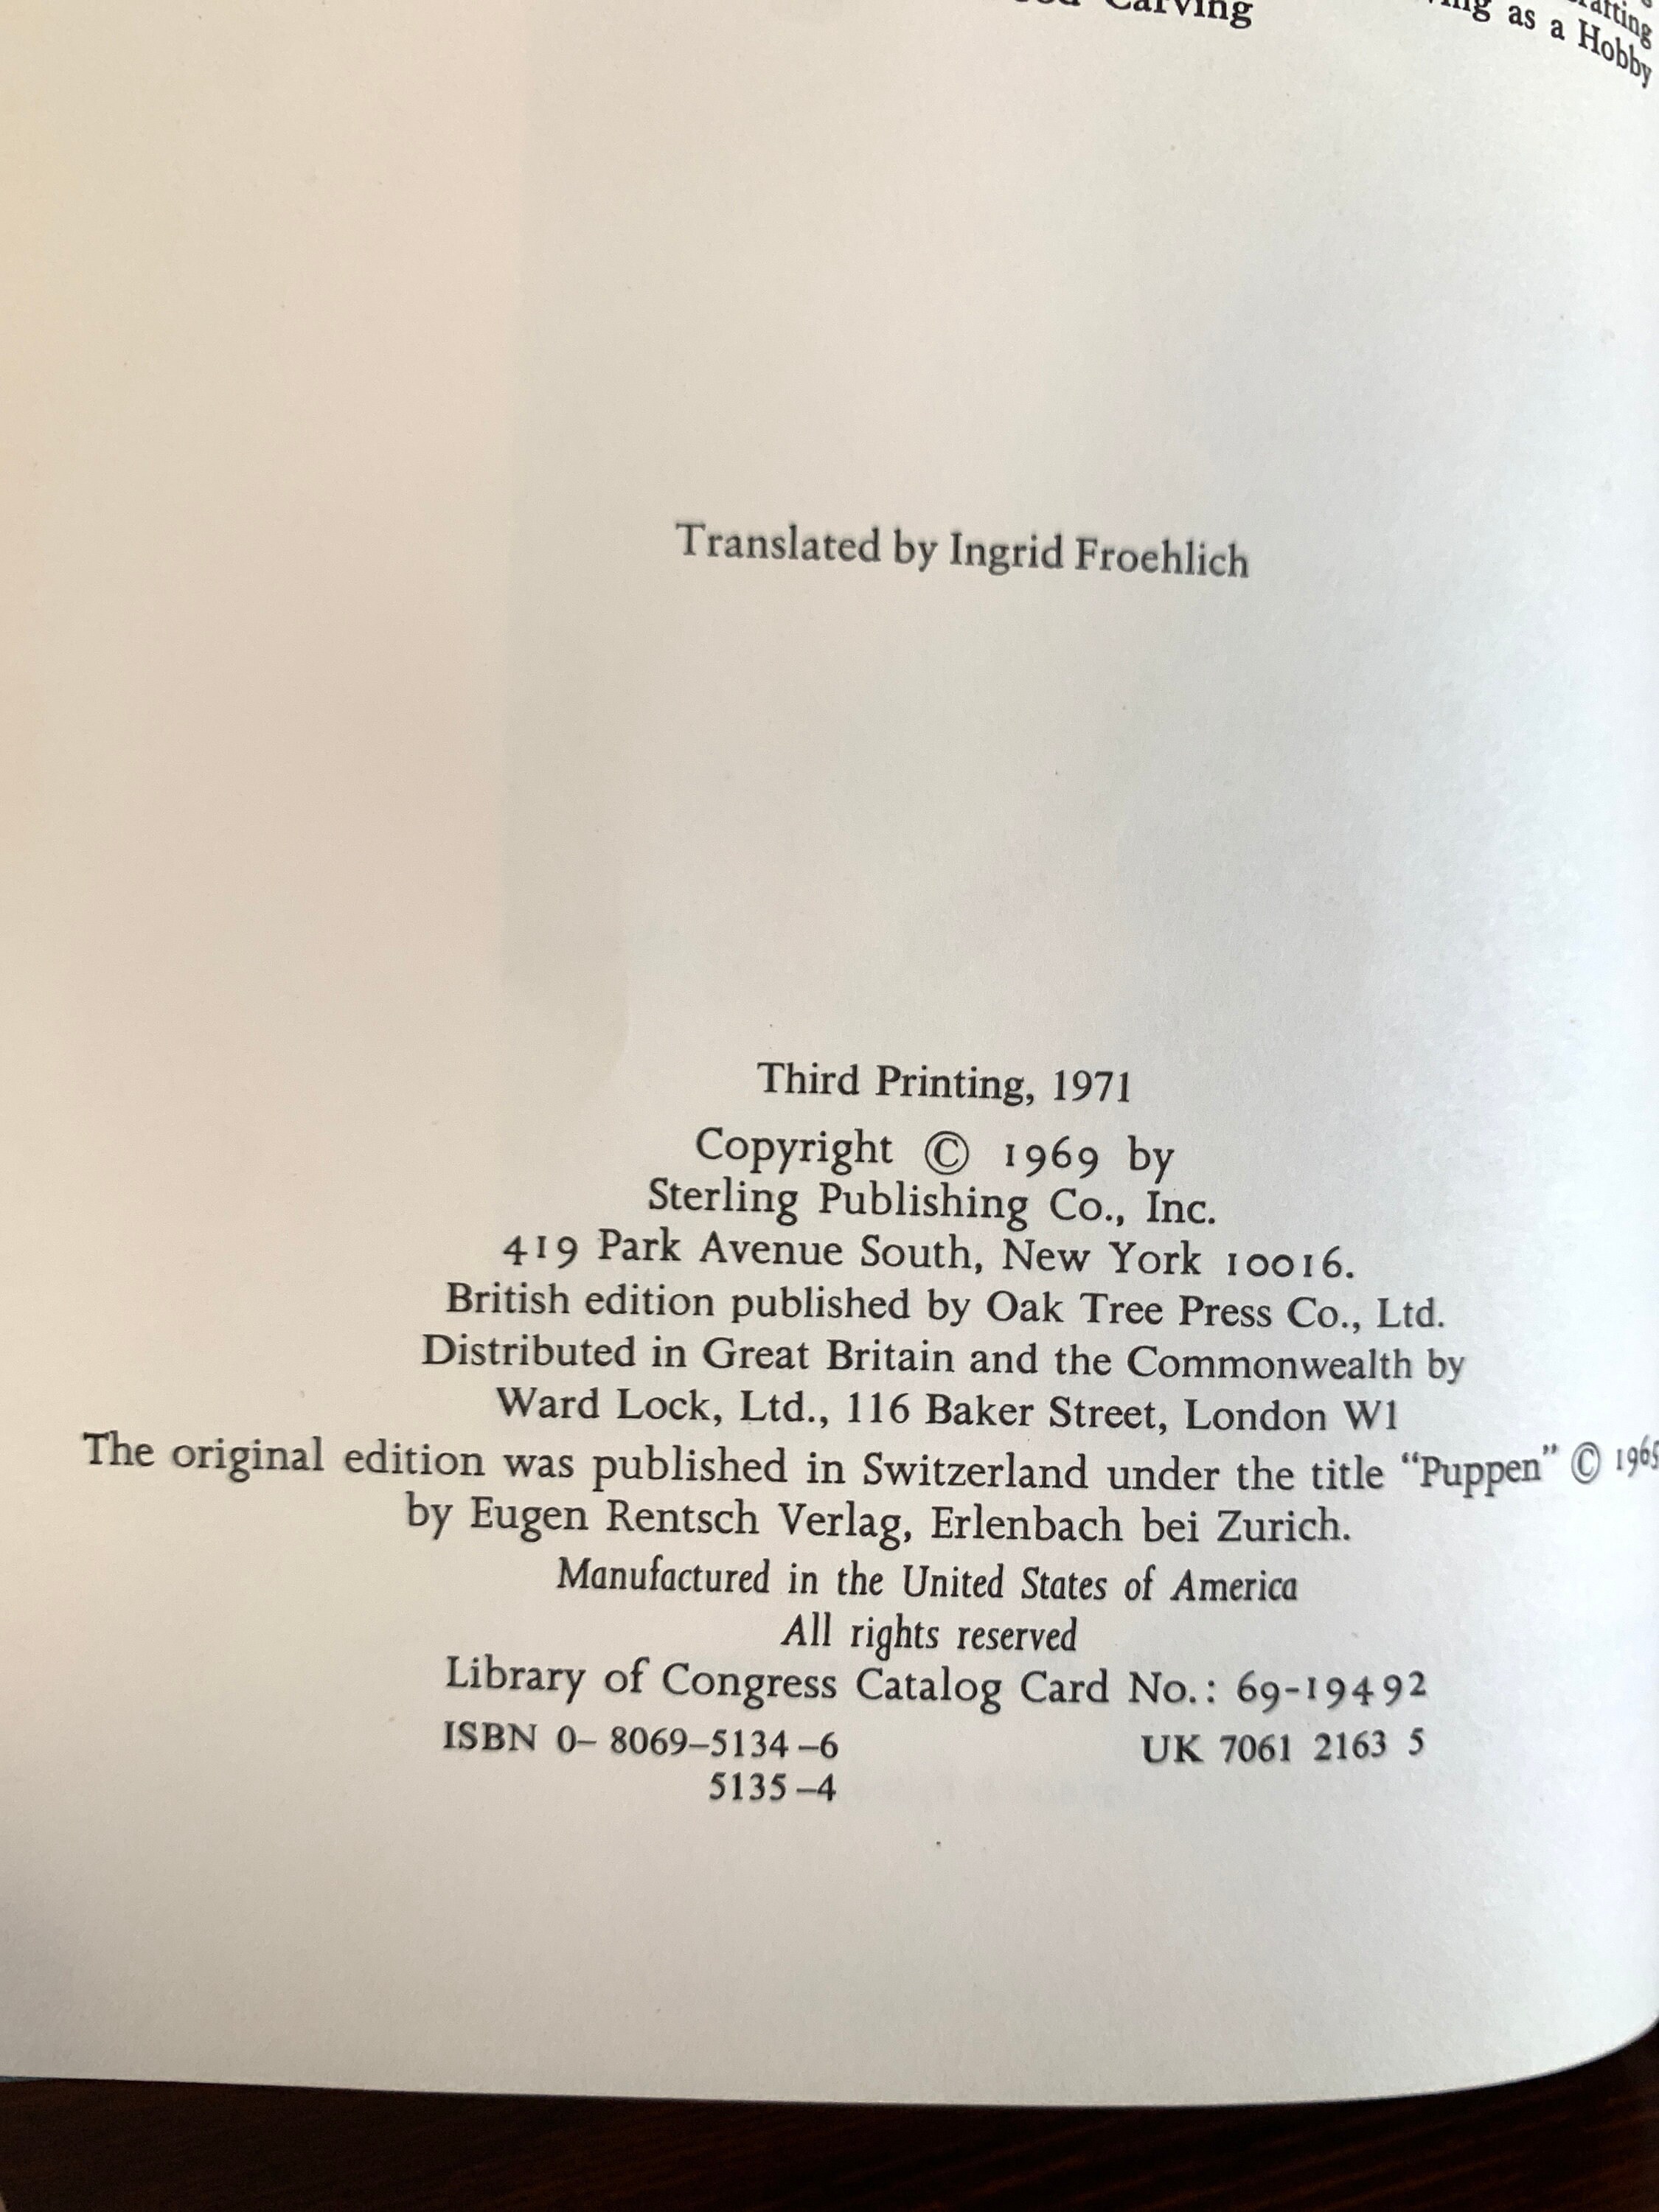 Carving
as a Hobby
Translated by Ingrid Froehlich
Third Printing, 1971
Copyright © 1969 by
Sterling Publishing Co., Inc.
419 Park Avenue South, New York 10016.
British edition published by Oak Tree Press Co., Ltd.
Distributed in Great Britain and the Commonwealth by
Ward Lock, Ltd., 116 Baker Street, London W1
The original edition was published in Switzerland under the title “Puppen” © 1965
by Eugen Rentsch Verlag, Erlenbach bei Zurich.
Manufactured in the United States of America
All rights reserved
Library of Congress Catalog Card No.: 69-19492
ISBN 0– 8069–5134 –6 UK 7061 2163 5
5135 –4